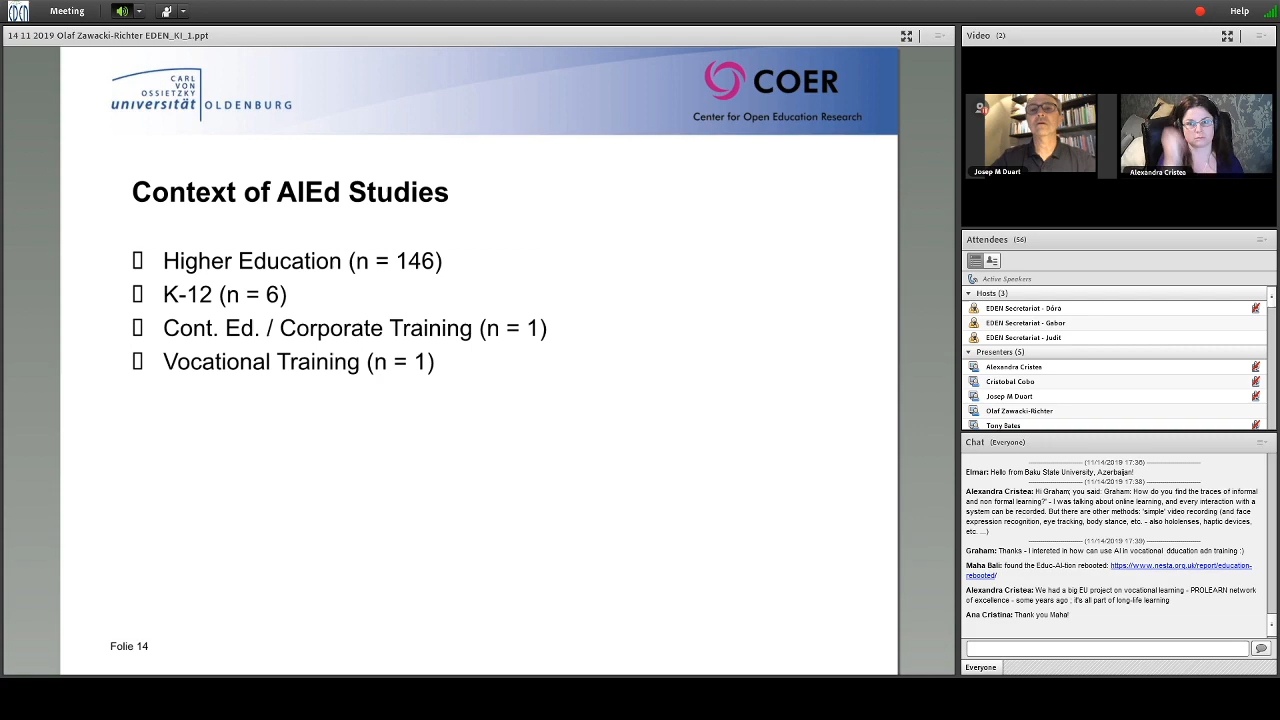 EDEN
Meeting
Help
14 11 2019 Olaf Zawacki-Richter EDEN_KI_1.ppt
CARL
VON
OSSIETZKY
universität OLDENBURG
COER
Center for Open Education Research
Context of AIEd Studies
Higher Education (n = 146)
K-12 (n = 6)
Cont. Ed. / Corporate Training (n = 1)
Vocational Training (n = 1)
Folie 14
Video (2)
Josep M Duart
Alexandra Cristea
Attendees (56)
Active Speakers
Hosts (3)
EDEN Secretariat - Dóra
EDEN Secretariat - Gabor
EDEN Secretariat - Judit
Presenters (5)
Alexandra Cristea
Cristobal Cobo
Josep M Duart
Olaf Zawacki-Richter
Tony Bates
Chat (Everyone)
(11/14/2019 17:36)
Elmar: Hello from Baku State University, Azerbaijan!
(11/14/2019 17:38)
Alexandra Cristea: Hi Graham; you said: Graham: How do you find the traces of informal
and non formal learning?' - I was talking about online learning, and every interaction with a
system can be recorded. But there are other methods: 'simple' video recording (and face
expression recognition, eye tracking, body stance, etc. - also hololenses, haptic devices,
etc. ...)
(11/14/2019 17:39)
Graham: Thanks - I intereted in how can use AI in vocational dducation adn training :)
Maha Bali: found the Educ-AI-tion rebooted: https://www.nesta.org.uk/report/education-
rebooted/
Alexandra Cristea: We had a big EU project on vocational learning - PROLEARN network
of excellence - some years ago ; it's all part of long-life learning
Ana Cristina: Thank you Maha!
Everyone